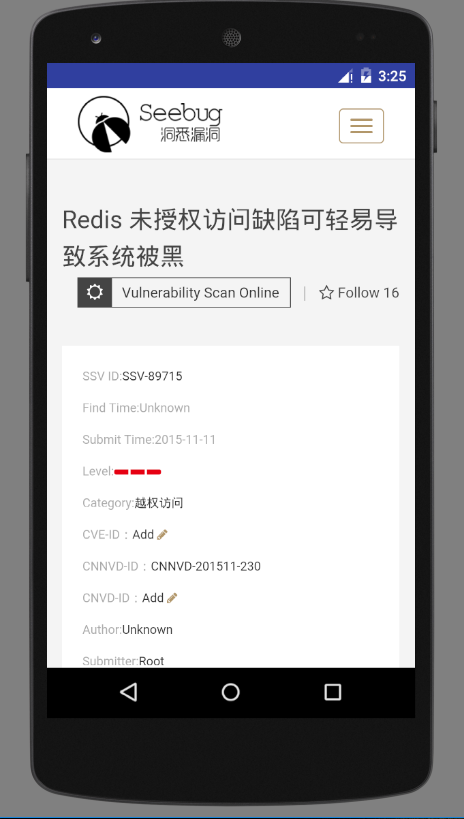 3:25
Seebug
洞悉漏洞
Redis 未授权访问缺陷可轻易导
致系统被黑
Vulnerability Scan Online | Follow 16
SSV ID:SSV-89715
Find Time:Unknown
Submit Time:2015-11-11
Level:
Category:越权访问
CVE-ID：Add
CNNVD-ID：CNNVD-201511-230
CNVD-ID：Add
Author:Unknown
Submitter:Root